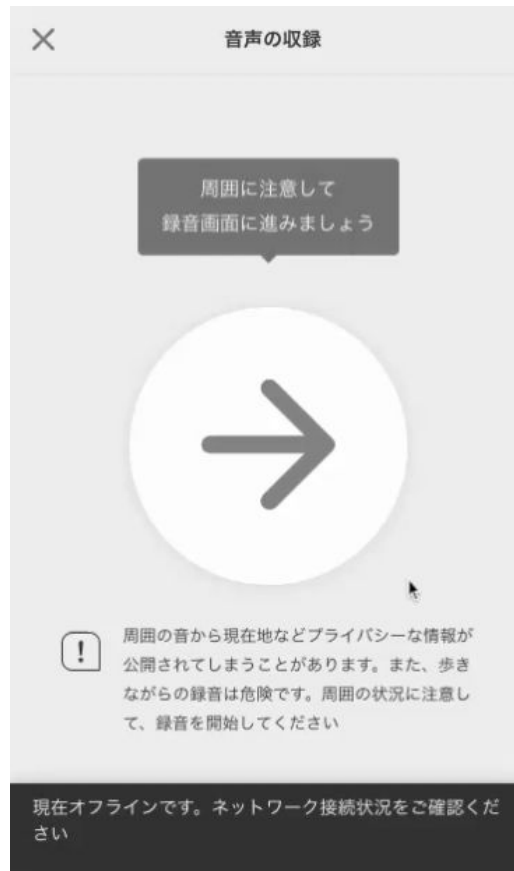 音声の収録
周囲に注意して
録音画面に進みましょう
周囲の音から現在地などプライバシーな情報が
公開されてしまうことがあります。また、歩き
ながらの録音は危険です。周囲の状況に注意し
て、録音を開始してください
現在オフラインです。ネットワーク接続状況をご確認くだ
さい